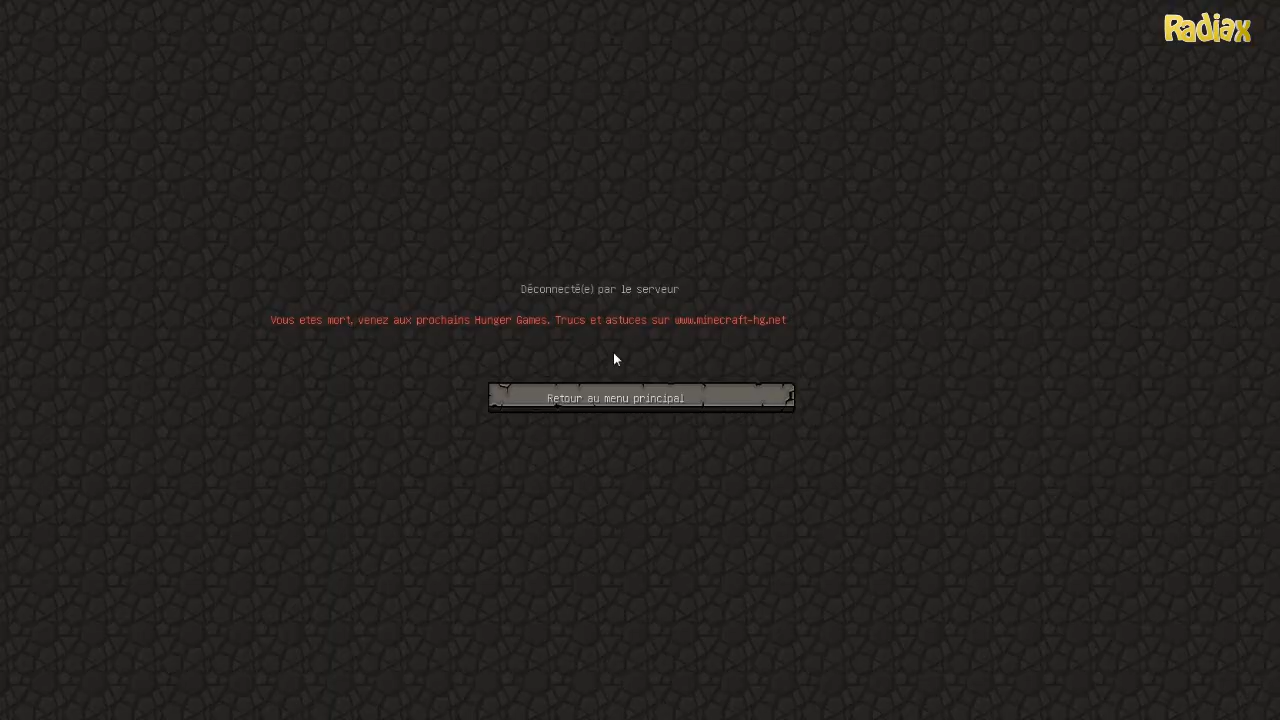 Radiax
Déconnecté(e) par le serveur
Vous etes mort, venez aux prochains Hunger Games. Trucs et astuces sur www.minecraft-hg.net
Retour au menu principal